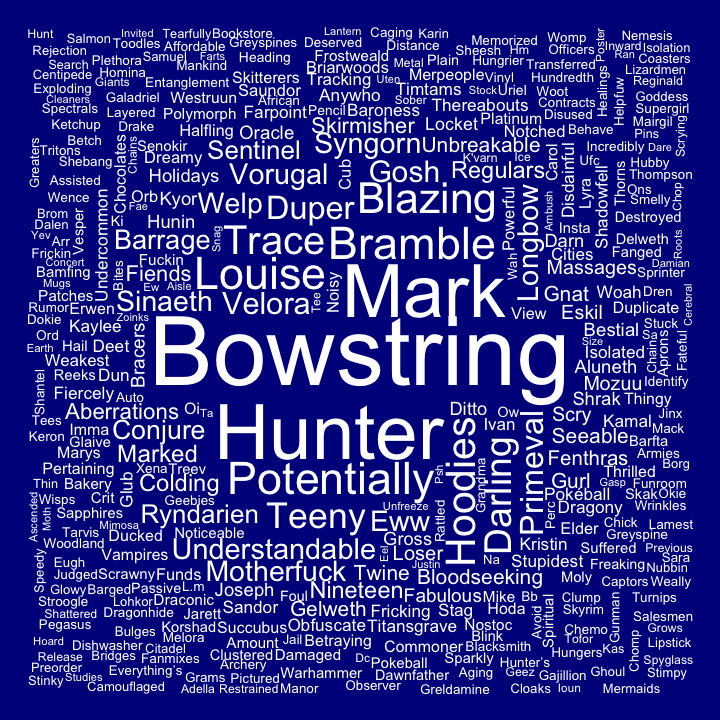 Hunt Salmon Invited Tearfully Bookstore Lantern Caging Karin Memorized Womp Poster Nemesis
Rejection Toodles Affordable Greyspines Deserved Distance Sheesh Hm Officers Inward Isolation
Search Plethora Samuel Farts Heading Frostweald Metal Plain Hungrier Transferred Ran Coasters
Centipede Homina Mankind Skitterers Briarwoods Uten Merpeople Vinyl Hundredth Healings Lizardmen
Exploding Giants Entanglement Tracking Timtams Stock Uriel Woot Helpfuw Reginald
Cleaners Galadriel Westruun Saundor Anywho Sober Thereabouts Contracts Goddess
Spectrals Layered Polymorph African Farpoint Pencil Baroness Platinum Disused Supergirl
Ketchup Drake Halfling Oracle Skirmisher Locket Notched Behave Mairgil
Betch Chains Senokir Sentinel Syngorn Unbreakable Carol Incredibly Pins Scrying
Greaters Tritons Shebang Chocolates Dreamy Vorugal Cub Gosh K'varn Ice Regulars Disdainful Ufc Dare Hubby
Assisted Holidays Welp Duper Blazing Ambush Lyra Thorns Thompson
Wence Orb Kyor Powerful Longbow Shadowfell Ons Smelly Chop
Brom Vesper Undercommon Fae Ki Hunin Trace Bramble Insta Destroyed
Dalen Yev Arr Barrage Snag Wah Darn Delweth Roots
Frickin Concert Bites Fuckin Louise Noisy Mark Cities Fanged Damian
Bamfing Mugs Fiends Ew Aisle Tee Massages Sprinter
Patches Sinaeth Velora Gnat Woah Dren Cerebral
Rumor Erwen Zoinks View Eskil Duplicate
Dokie Kaylee Bracers Bowstring Bestial Stuck
Ord Hail Deet Size Isolated Sa Chain Aprons Fateful
Earth Weakest Aluneth
Shantel Reeks Dun Mozuu Identify
Fiercely Auto Shrak Thingy
Tees Aberrations Oi Ta Hunter Ditto Ow Scry Kamal Jinx
Keron Imma Conjure Ivan Primeval Seeable Mack
Glaive Marked Hoodies Darling Barfta Armies
Marys Xena Treev Potentially Psh Grandma Fenthras Borg
Pertaining Glub Colding Gurl Thrilled
Thin Bakery Geebies Pokéball Gasp Funroom
Wisps Crit Ryndarien Teeny Unfreeze Rattled Perc Skak Okie
Ascended Moth Sapphires Mimosa Noticeable Eww Dragony Wrinkles
Tarvis Ducked Gross Kristin Elder Chick Lamest
Woodland Vampires Understandable Eel Loser Na Suffered Greyspine Previous
Speedy Eugh Motherfuck Justin Stupidest Freaking Sara
Judged Scrawny Funds Twine Bloodseeking Moly Captors Nubbin Weally
Glowy Barged Passive L.m Joseph Foul Nineteen Fabulous Mike Bb Avoid Spiritual Clump Gunman Turnips
Stroogle Lohkor Draconic Sandor Gelweth Fricking Stag Hoda Skyrim Salesmen
Shattered Dragonhide Jarett Obfuscate Titansgrave Nostoc Chemo Grows
Pegasus Bulges Korshad Succubus Jail Betraying Commoner Blink Tofor Chomp Lipstick
Hoard Dishwasher Melora Citadel Amount Blacksmith Hungers Kas Spyglass
Release Bridges Fanmixes Clustered Damaged Dc Pokeball Sparkly Hunter's Ghoul Stimpy
Preorder Everything's Archery Warhammer Dawnfather Aging Geez Gajillion
Stinky Studies Camouflaged Grams Pictured Observer Greldamine Cloaks Ioun Mermaids
Adella Restrained Manor